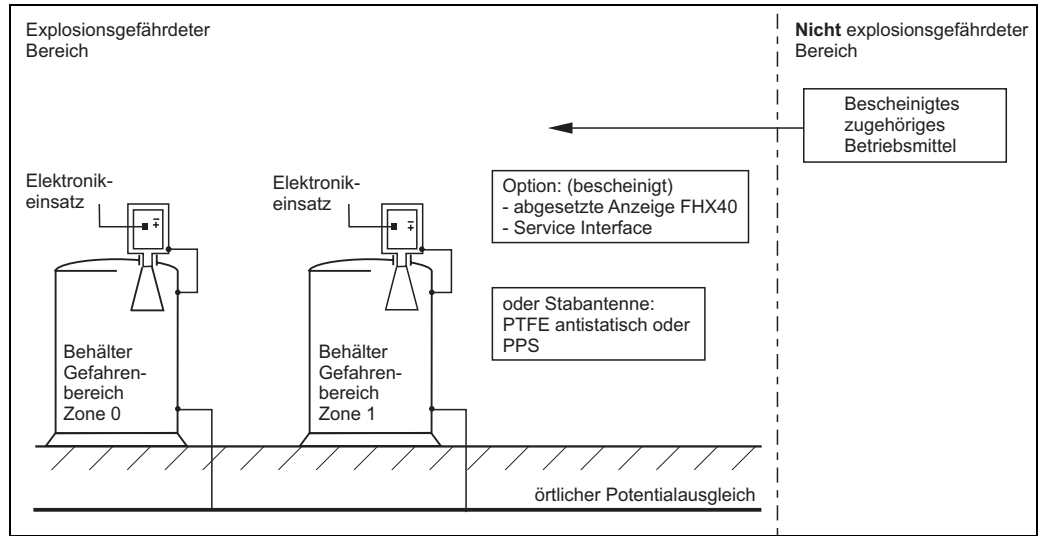 Explosionsgefährdeter
Bereich
Nicht explosionsgefährdeter
Bereich
Bescheinigtes
zugehöriges
Betriebsmittel
Elektronik-
einsatz
Elektronik-
einsatz
Option: (bescheinigt)
- abgesetzte Anzeige FHX40
- Service Interface
oder Stabantenne:
PTFE antistatisch oder
PPS
Behälter
Gefahren-
bereich
Zone 0
Behälter
Gefahren-
bereich
Zone 1
örtlicher Potentialausgleich